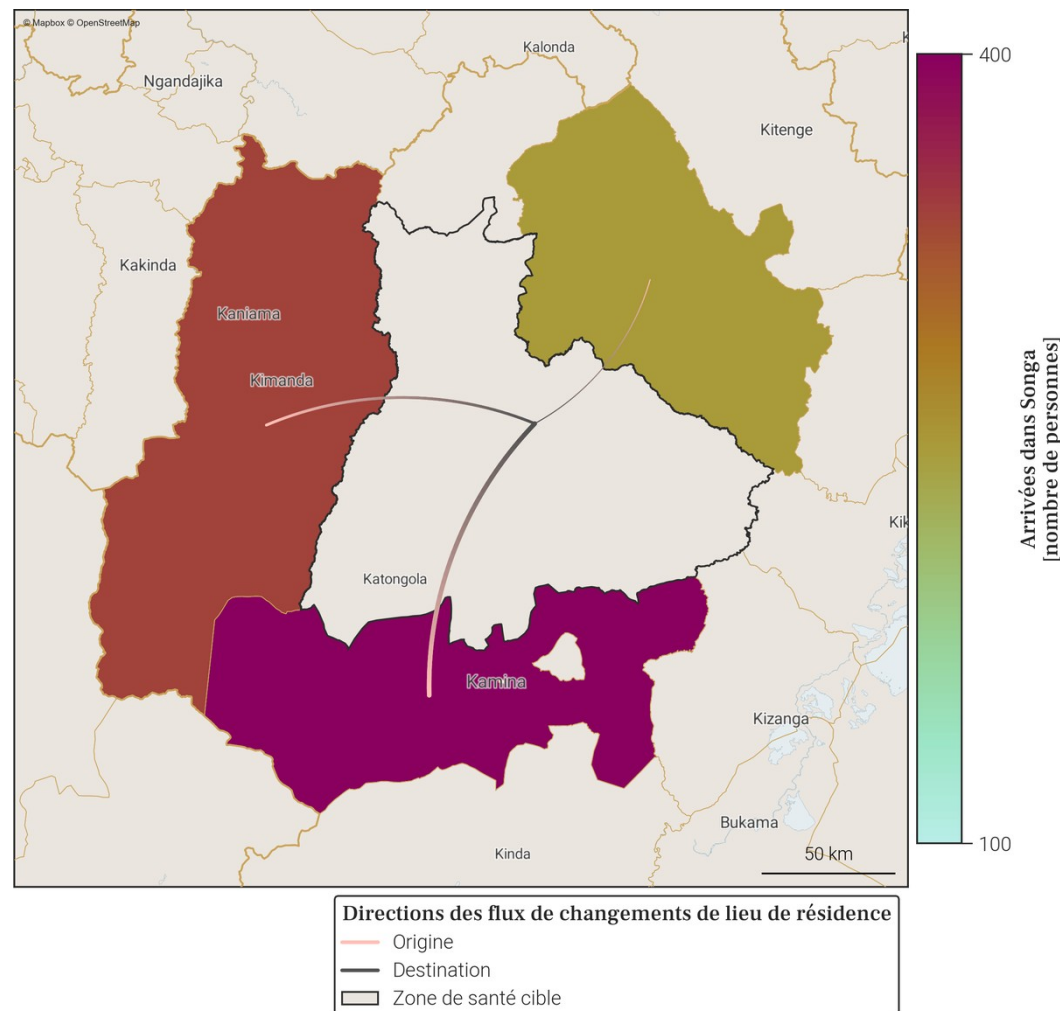 © Mapbox © OpenStreetMap
Kalonda
Ngandajika
Kitenge
Kakinda
Kaniama
Kimanda
Kik
Katongola
Kamina
Kizanga
Bukama
Kinda
50 km
400
100
Arrivées dans Songa
[nombre de personnes]
Directions des flux de changements de lieu de résidence
Origine
Destination
Zone de santé cible